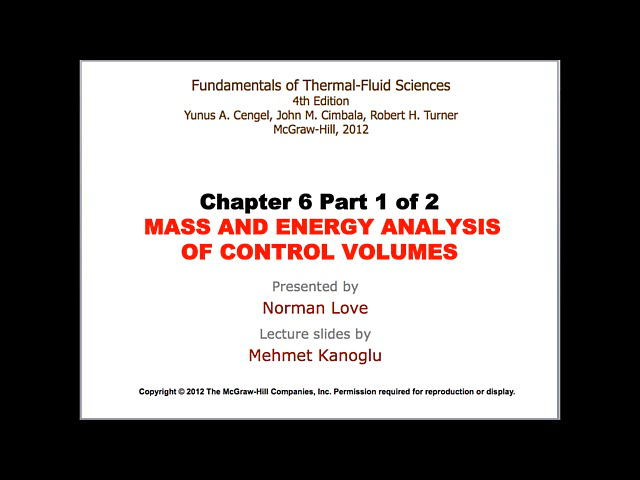 Fundamentals of Thermal-Fluid Sciences
4th Edition
Yunus A. Cengel, John M. Cimbala, Robert H. Turner
McGraw-Hill, 2012
Chapter 6 Part 1 of 2
MASS AND ENERGY ANALYSIS
OF CONTROL VOLUMES
Presented by
Norman Love
Lecture slides by
Mehmet Kanoglu
Copyright © 2012 The McGraw-Hill Companies, Inc. Permission required for reproduction or display.